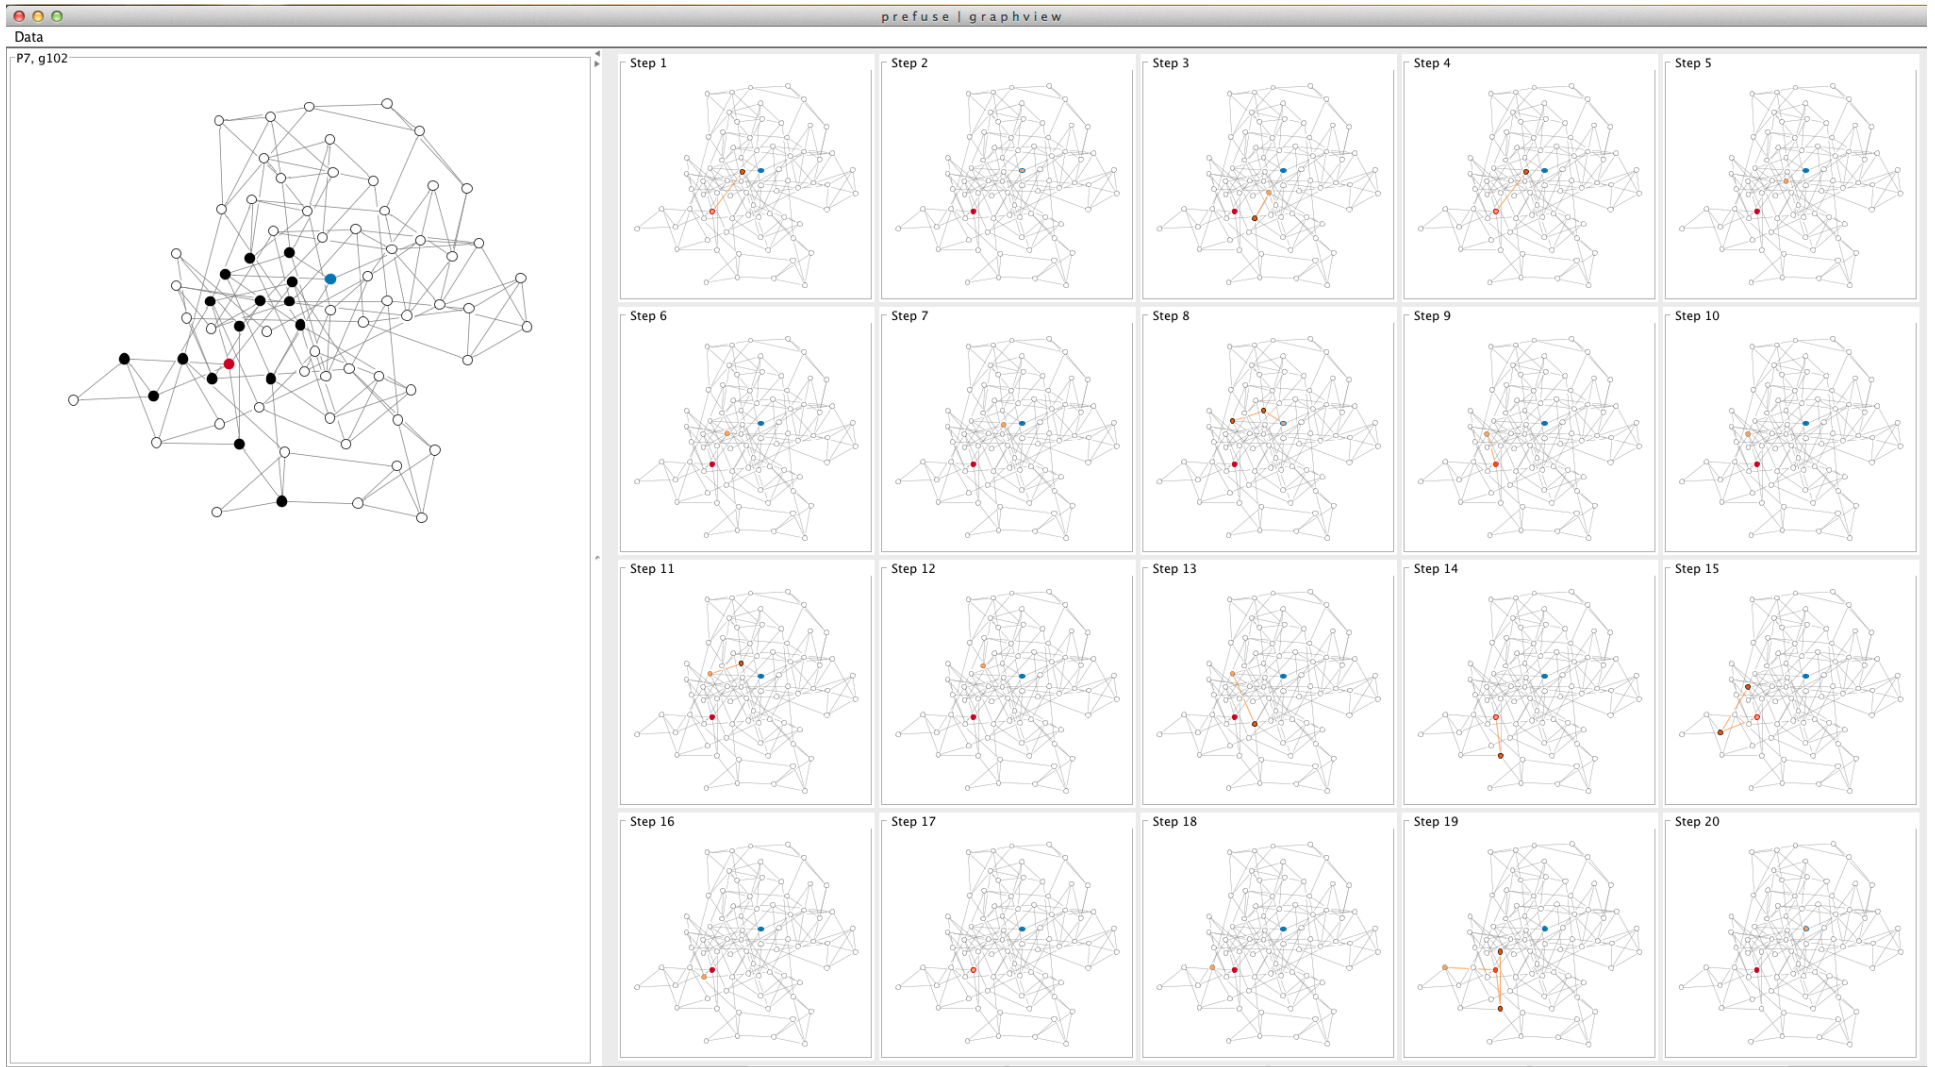 prefuse | graphview
Data
P7, g102
Step 1
Step 2
Step 3
Step 4
Step 5
Step 6
Step 7
Step 8
Step 9
Step 10
Step 11
Step 12
Step 13
Step 14
Step 15
Step 16
Step 17
Step 18
Step 19
Step 20